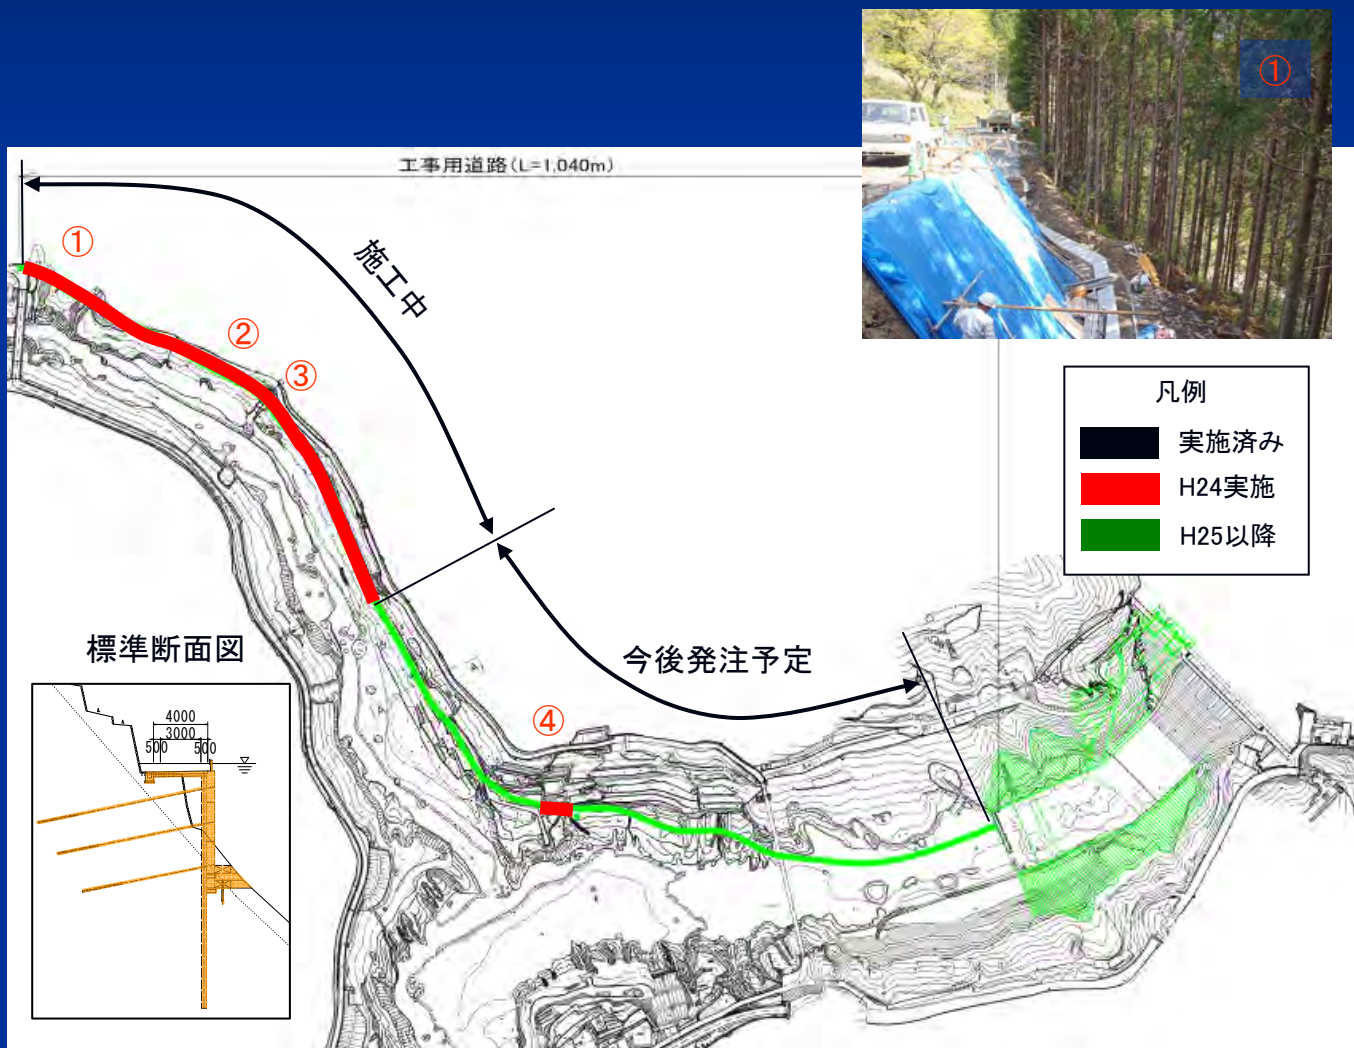 ①
工事用道路(L=1,040m)
①
施工中
②
③
凡例
実施済み
H24実施
H25以降
今後発注予定
標準断面図
④
4000
3000
500
500